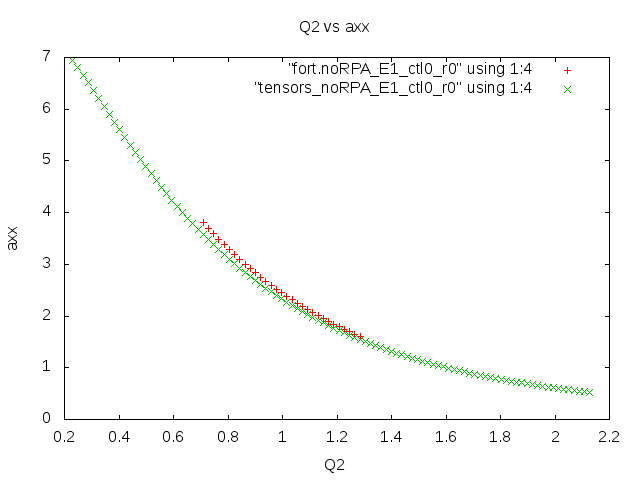 Q2 vs axx
"fort.noRPA_E1_ctl0_r0" using 1:4
"tensors_noRPA_E1_ctl0_r0" using 1:4
7
6
5
4
3
2
1
0
axx
0.2 0.4 0.6 0.8 1 1.2 1.4 1.6 1.8 2 2.2
Q2